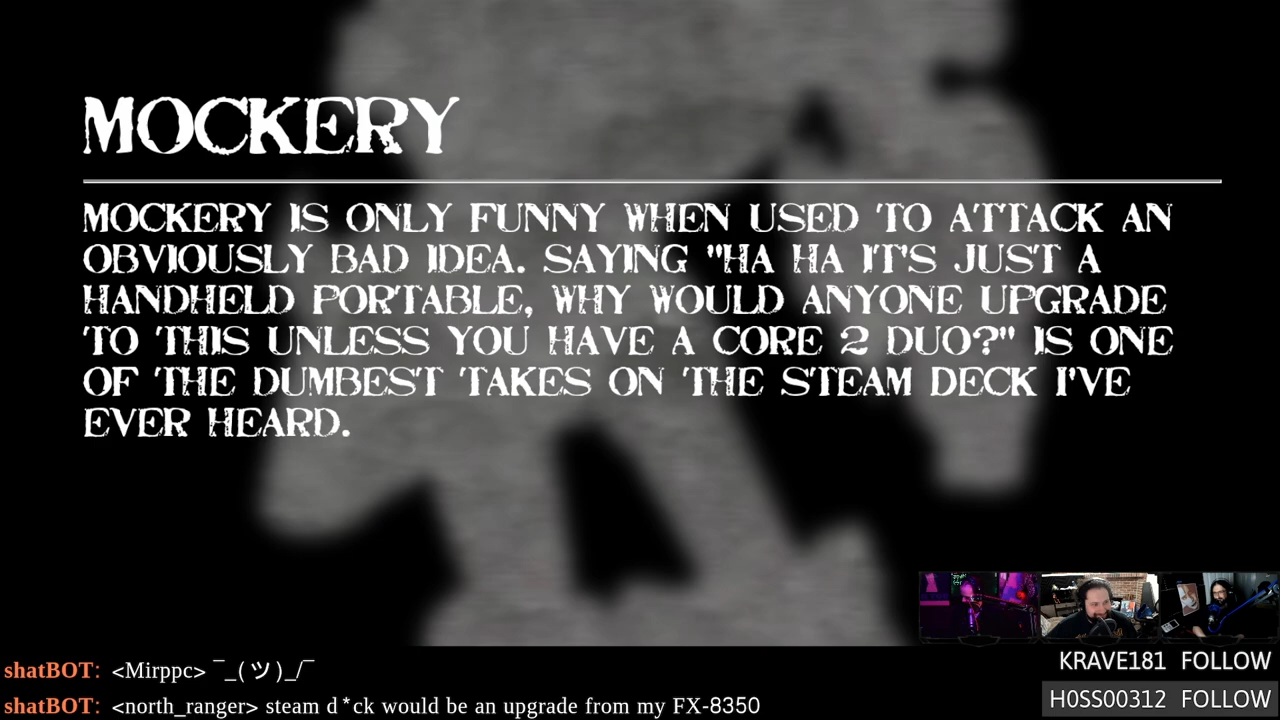 MOCKERY
MOCKERY IS ONLY FUNNY WHEN USED TO ATTACK AN
OBVIOUSLY BAD IDEA. SAYING "HA HA IT'S JUST A
HANDHELD PORTABLE, WHY WOULD ANYONE UPGRADE
TO THIS UNLESS YOU HAVE A CORE 2 DUO?" IS ONE
OF THE DUMBEST TAKES ON THE STEAM DECK I'VE
EVER HEARD.
KRAVE181 FOLLOW
shatBOT: <Mirppc> ¯_(ツ)_/¯
H0SS00312 FOLLOW
shatBOT: <north_ranger> steam d*ck would be an upgrade from my FX-8350